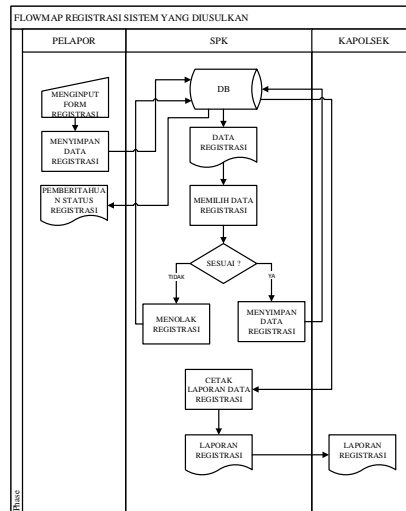 FLOWMAP REGISTRASI SISTEM YANG DIUSULKAN
PELAPOR
SPK
KAPOLSEK
MENGINPUT
FORM
REGISTRASI
MENYIMPAN
DATA
REGISTRASI
PEMBERITAHUA
N STATUS
REGISTRASI
DB
DATA
REGISTRASI
MEMILIH DATA
REGISTRASI
SESUAI ?
TIDAK
YA
MENOLAK
REGISTRASI
MENYIMPAN
DATA
REGISTRASI
CETAK
LAPORAN DATA
REGISTRASI
LAPORAN
REGISTRASI
LAPORAN
REGISTRASI
Phase